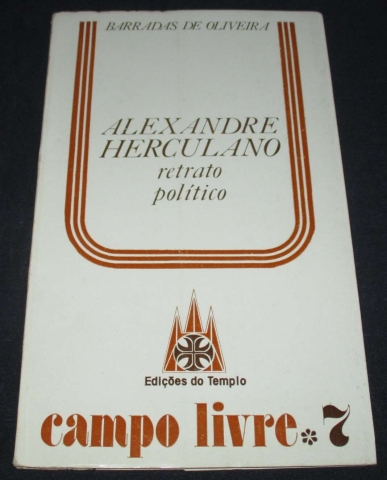 BARRADAS DE OLIVEIRA
ALEXANDRE
HERCULANO
retrato
político
Edições do Templo
campo livre * 7